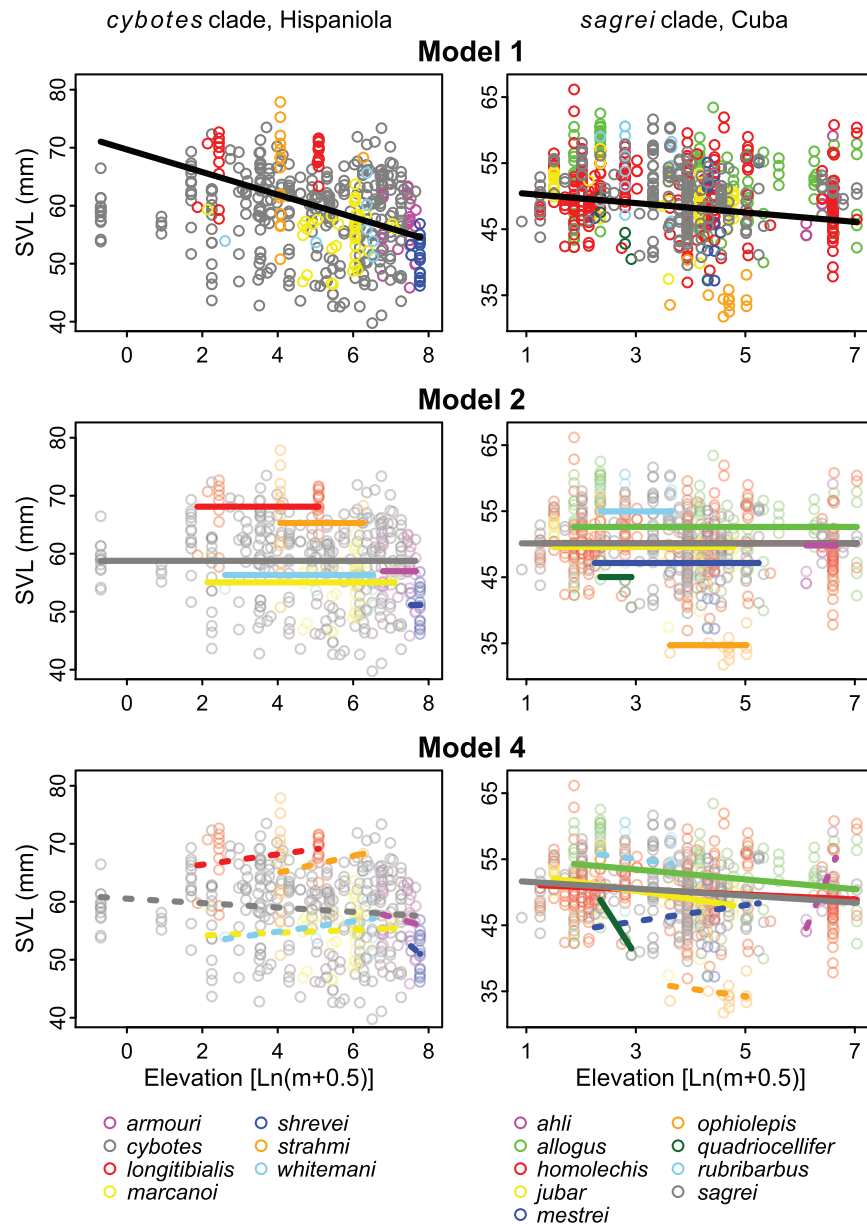 cybotes clade, Hispaniola
sagrei clade, Cuba
Model 1
SVL (mm)
80
70
60
50
40
0 2 4 6 8
65
55
45
35
1 3 5 7
Model 2
SVL (mm)
80
70
60
50
40
0 2 4 6 8
65
55
45
35
1 3 5 7
Model 4
SVL (mm)
80
70
60
50
40
0 2 4 6 8
Elevation [Ln(m+0.5)]
65
55
45
35
1 3 5 7
Elevation [Ln(m+0.5)]
armouri
cybotes
longitibialis
marcanoi
shrevei
strahmi
whitemani
ahli
allogus
homolechis
jubar
mestrei
ophiolepis
quadriocellifer
rubribarbus
sagrei